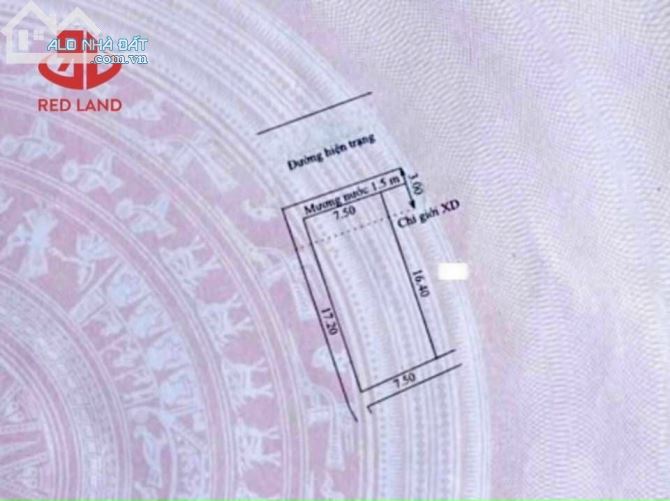 ALO NHÀ ĐẤT
.com.vn
RED LAND
Đường hiện trạng
Mương nước 1.5 m
3.00
7.50
Chỉ giới XD
16.40
17.20
7.50